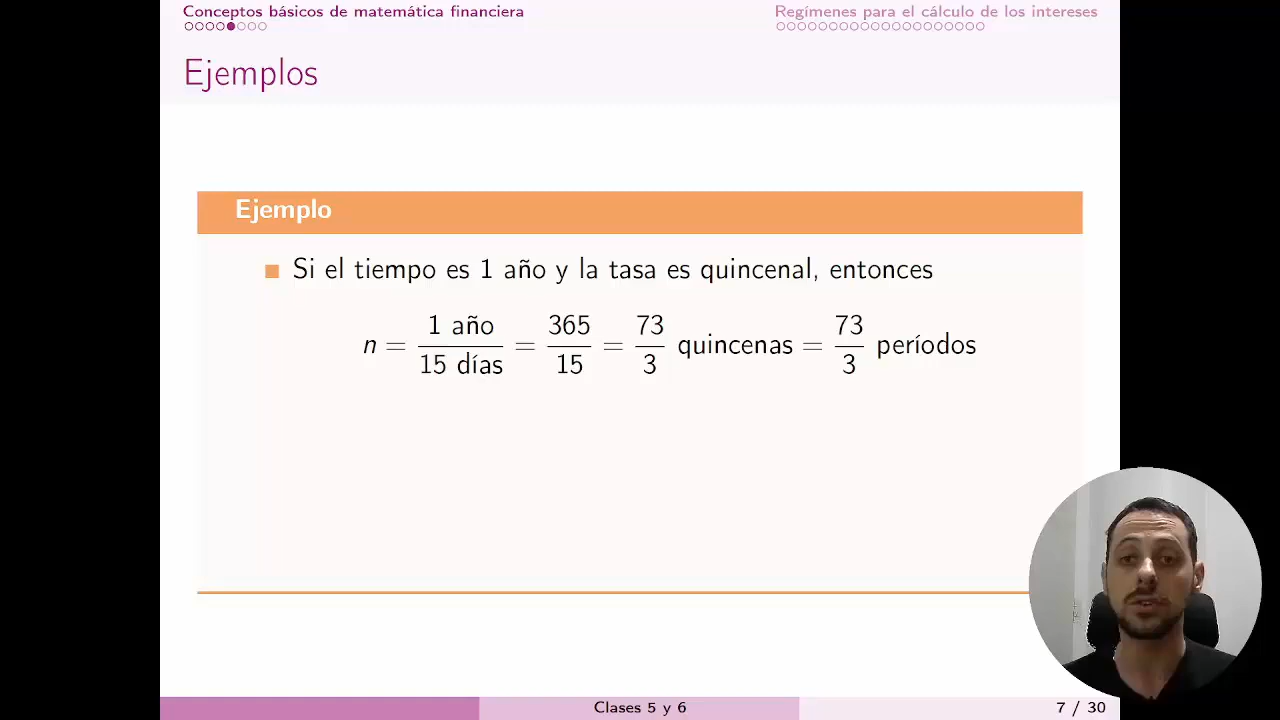 Conceptos básicos de matemática financiera
Regímenes para el cálculo de los intereses
Ejemplos
Ejemplo
Si el tiempo es 1 año y la tasa es quincenal, entonces
n = 1 año / 15 días = 365 / 15 = 73 / 3 quincenas = 73 / 3 períodos
Clases 5 y 6
7 / 30